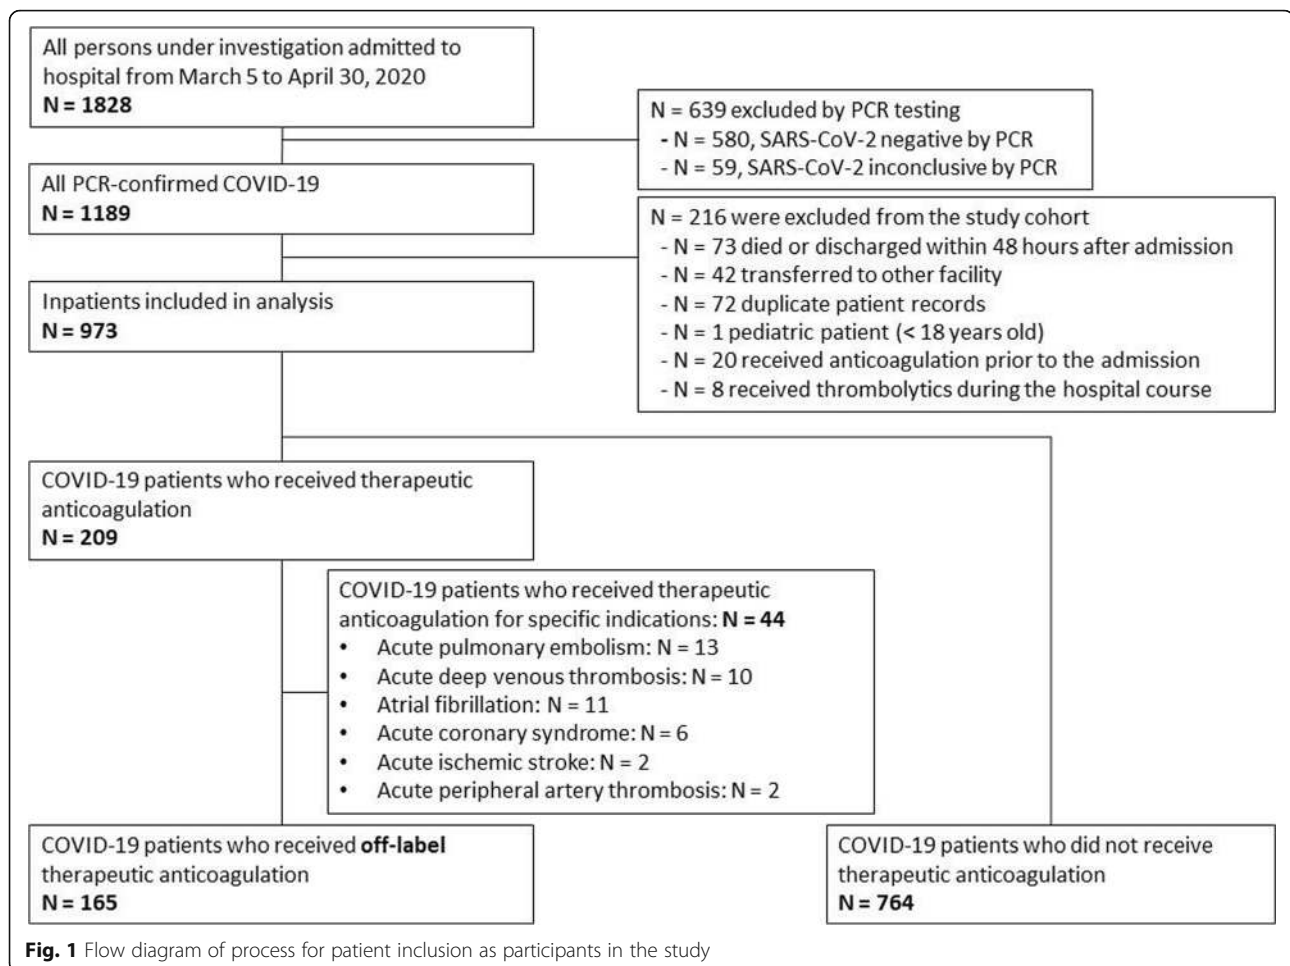 All persons under investigation admitted to
hospital from March 5 to April 30, 2020
N = 1828
N = 639 excluded by PCR testing
- N = 580, SARS-CoV-2 negative by PCR
- N = 59, SARS-CoV-2 inconclusive by PCR
All PCR-confirmed COVID-19
N = 1189
N = 216 were excluded from the study cohort
- N = 73 died or discharged within 48 hours after admission
- N = 42 transferred to other facility
- N = 72 duplicate patient records
- N = 1 pediatric patient (< 18 years old)
- N = 20 received anticoagulation prior to the admission
- N = 8 received thrombolytics during the hospital course
Inpatients included in analysis
N = 973
COVID-19 patients who received therapeutic
anticoagulation
N = 209
COVID-19 patients who received therapeutic
anticoagulation for specific indications: N = 44
• Acute pulmonary embolism: N = 13
• Acute deep venous thrombosis: N = 10
• Atrial fibrillation: N = 11
• Acute coronary syndrome: N = 6
• Acute ischemic stroke: N = 2
• Acute peripheral artery thrombosis: N = 2
COVID-19 patients who received off-label
therapeutic anticoagulation
N = 165
COVID-19 patients who did not receive
therapeutic anticoagulation
N = 764
Fig. 1 Flow diagram of process for patient inclusion as participants in the study